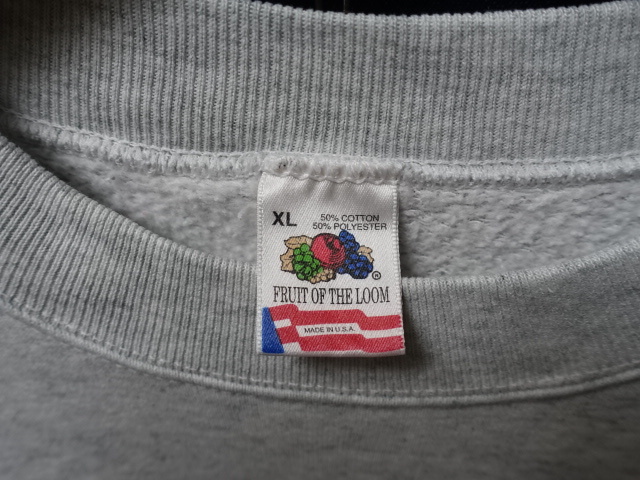 XL
50% COTTON
50% POLYESTER
®
FRUIT OF THE LOOM
MADE IN U.S.A.